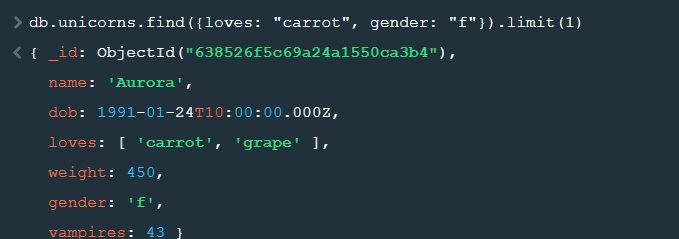 > db.unicorns.find({loves: "carrot", gender: "f"}).limit(1)
< { _id: ObjectId("638526f5c69a24a1550ca3b4"),
name: 'Aurora',
dob: 1991-01-24T10:00:00.000Z,
loves: [ 'carrot', 'grape' ],
weight: 450,
gender: 'f',
vampires: 43 }